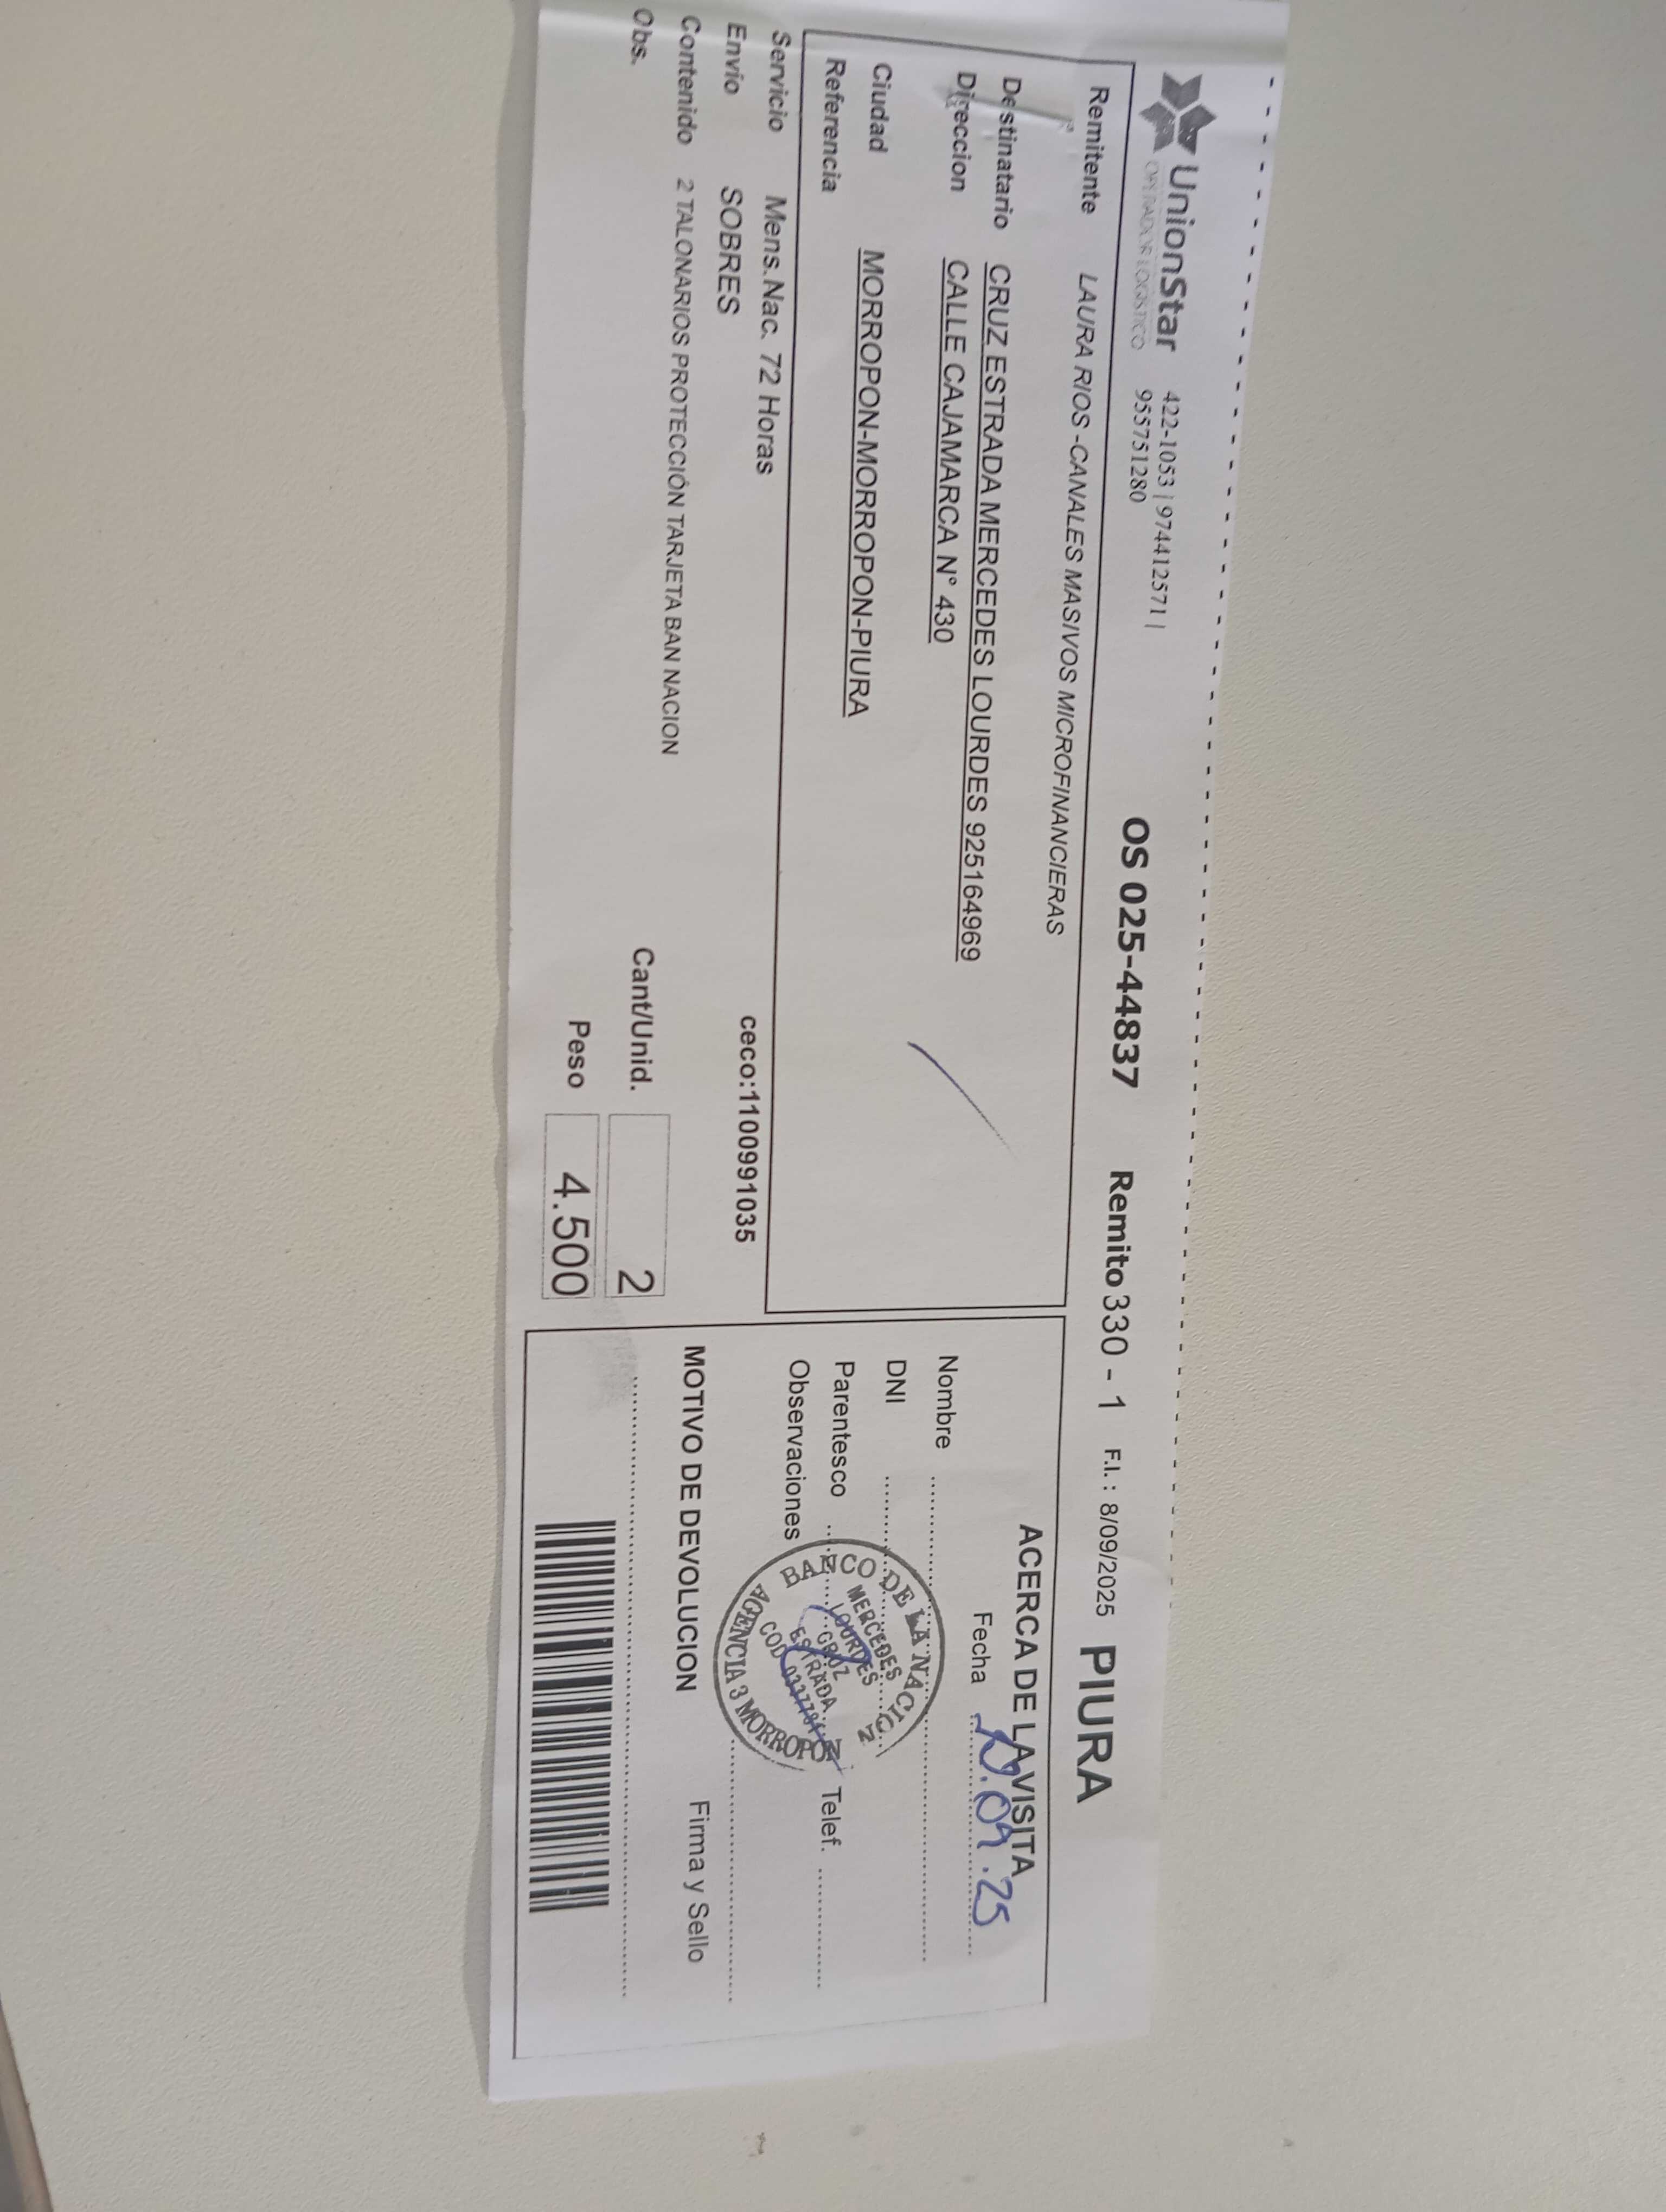 UnionStar
OPERADOR LOGISTICO
422-1053 | 974412571 |
955751280
OS 025-44837
Remito 330 - 1
F.I. : 8/09/2025
PIURA
Remitente LAURA RIOS -CANALES MASIVOS MICROFINANCIERAS
Destinatario CRUZ ESTRADA MERCEDES LOURDES 925164969
Direccion CALLE CAJAMARCA N° 430
Ciudad MORROPON-MORROPON-PIURA
Referencia
Servicio Mens. Nac. 72 Horas
Envio SOBRES
ceco:1100991035
Contenido 2 TALONARIOS PROTECCIÓN TARJETA BAN NACION
Obs.
Cant/Unid. 2
Peso 4.500
ACERCA DE LA VISITA
Fecha 10.09.25
Nombre
DNI
Parentesco
Telef.
Observaciones
BANCO DE LA NACION
MERCEDES
LOURDES
CRUZ
ESTRADA
COD
AGENCIA 3 MORROPON
MOTIVO DE DEVOLUCION
Firma y Sello